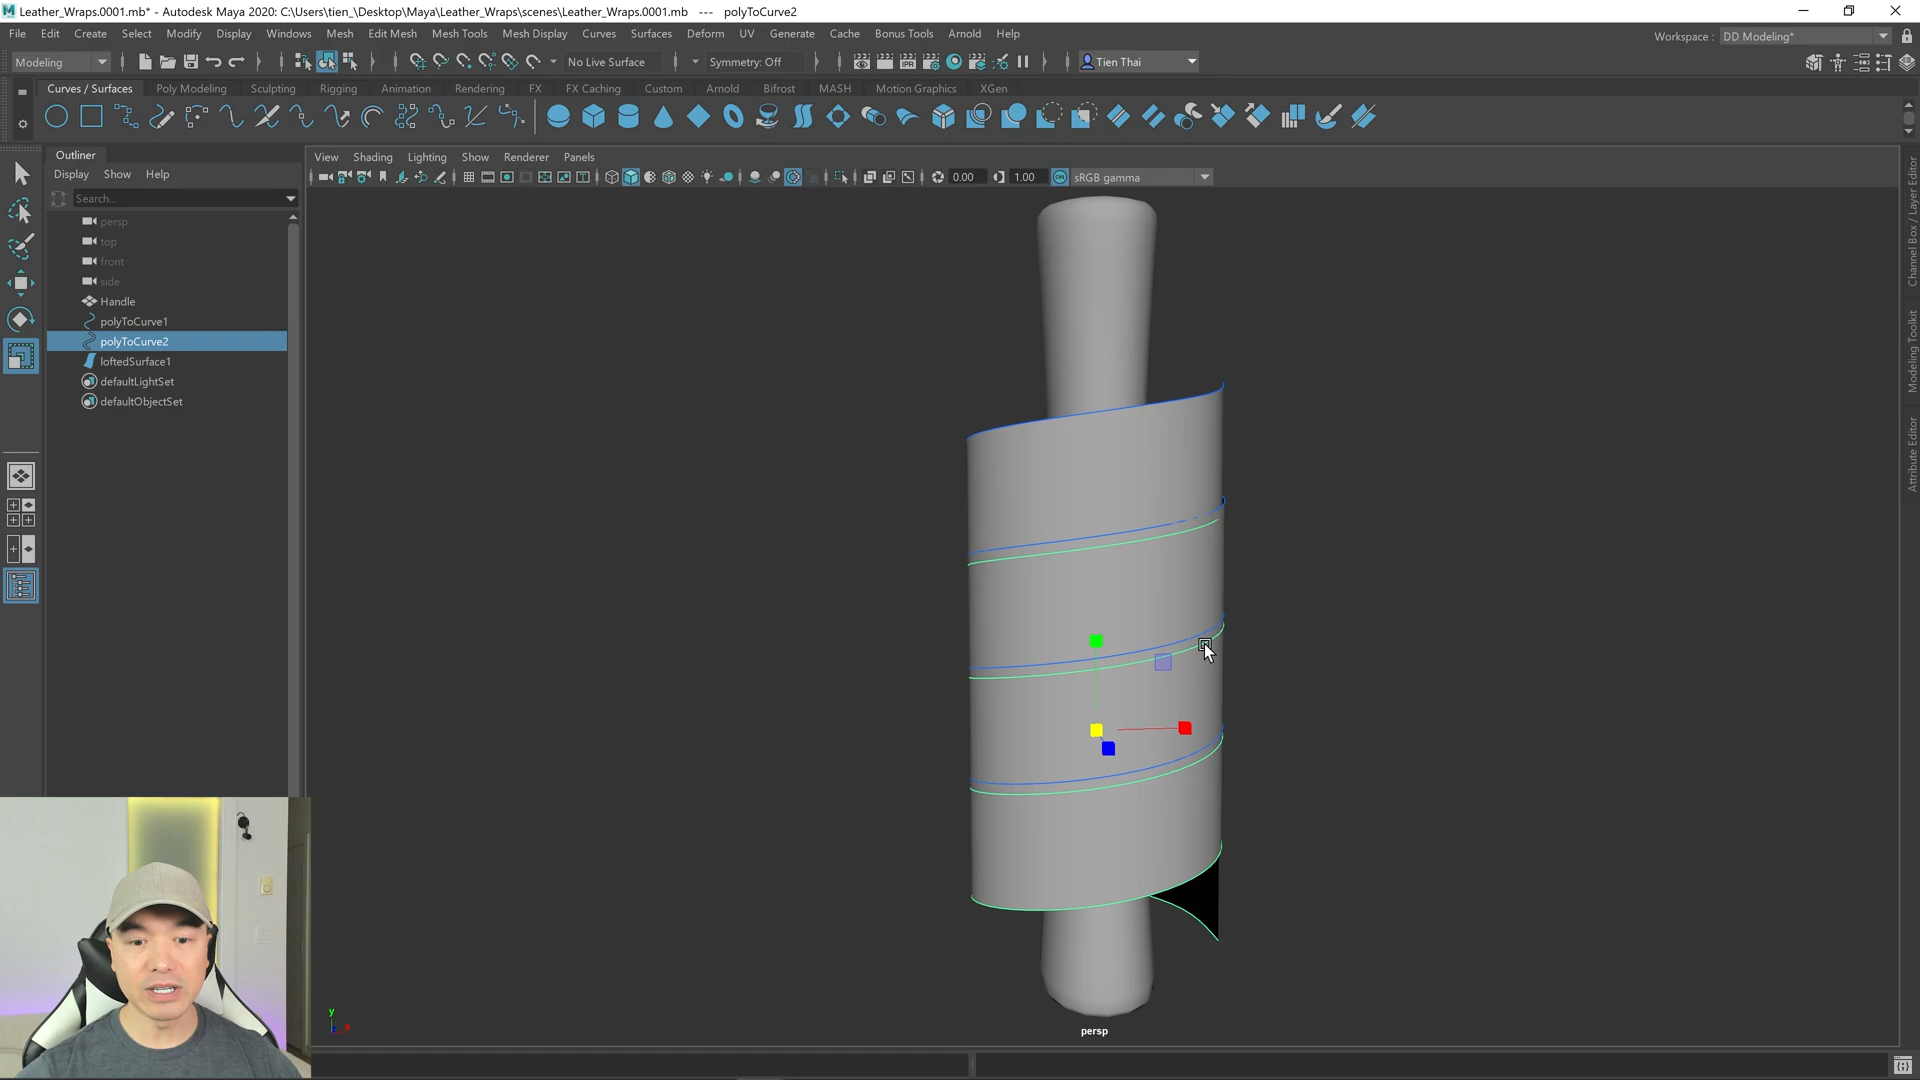 Leather_Wraps.0001.mb* - Autodesk Maya 2020: C:\Users\tien_\Desktop\Maya\Leather_Wraps\scenes\Leather_Wraps.0001.mb --- polyToCurve2
File Edit Create Select Modify Display Windows Mesh Edit Mesh Mesh Tools Mesh Display Curves Surfaces Deform UV Generate Cache Bonus Tools Arnold Help
Workspace : DD Modeling*
Modeling No Live Surface Symmetry: Off Tien Thai
Curves / Surfaces Poly Modeling Sculpting Rigging Animation Rendering FX FX Caching Custom Arnold Bifrost MASH Motion Graphics XGen
IPR
Outliner
Display Show Help
Search...
persp
top
front
side
Handle
polyToCurve1
polyToCurve2
loftedSurface1
defaultLightSet
defaultObjectSet
View Shading Lighting Show Renderer Panels
0.00 1.00 ON sRGB gamma
y
persp
Channel Box / Layer Editor
Modeling Toolkit
Attribute Editor